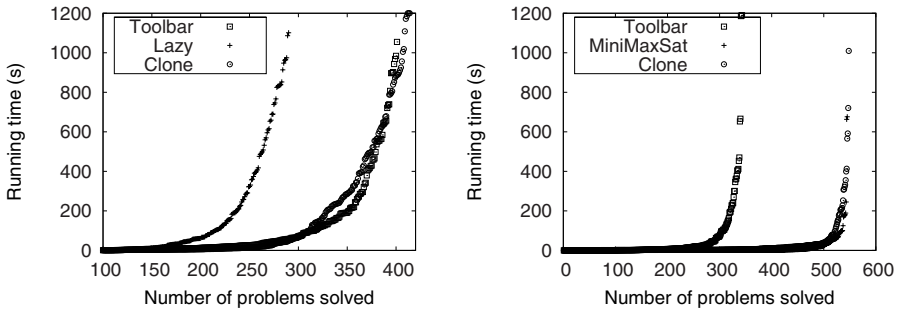 1200
1000
800
600
400
200
0
Running time (s)
Toolbar
Lazy
Clone
100 250 200 250 300 350 400
Number of problems solved
1200
1000
800
600
400
200
0
Running time (s)
Toolbar
MiniMaxSat
Clone
0 100 200 300 400 500 600
Number of problems solved